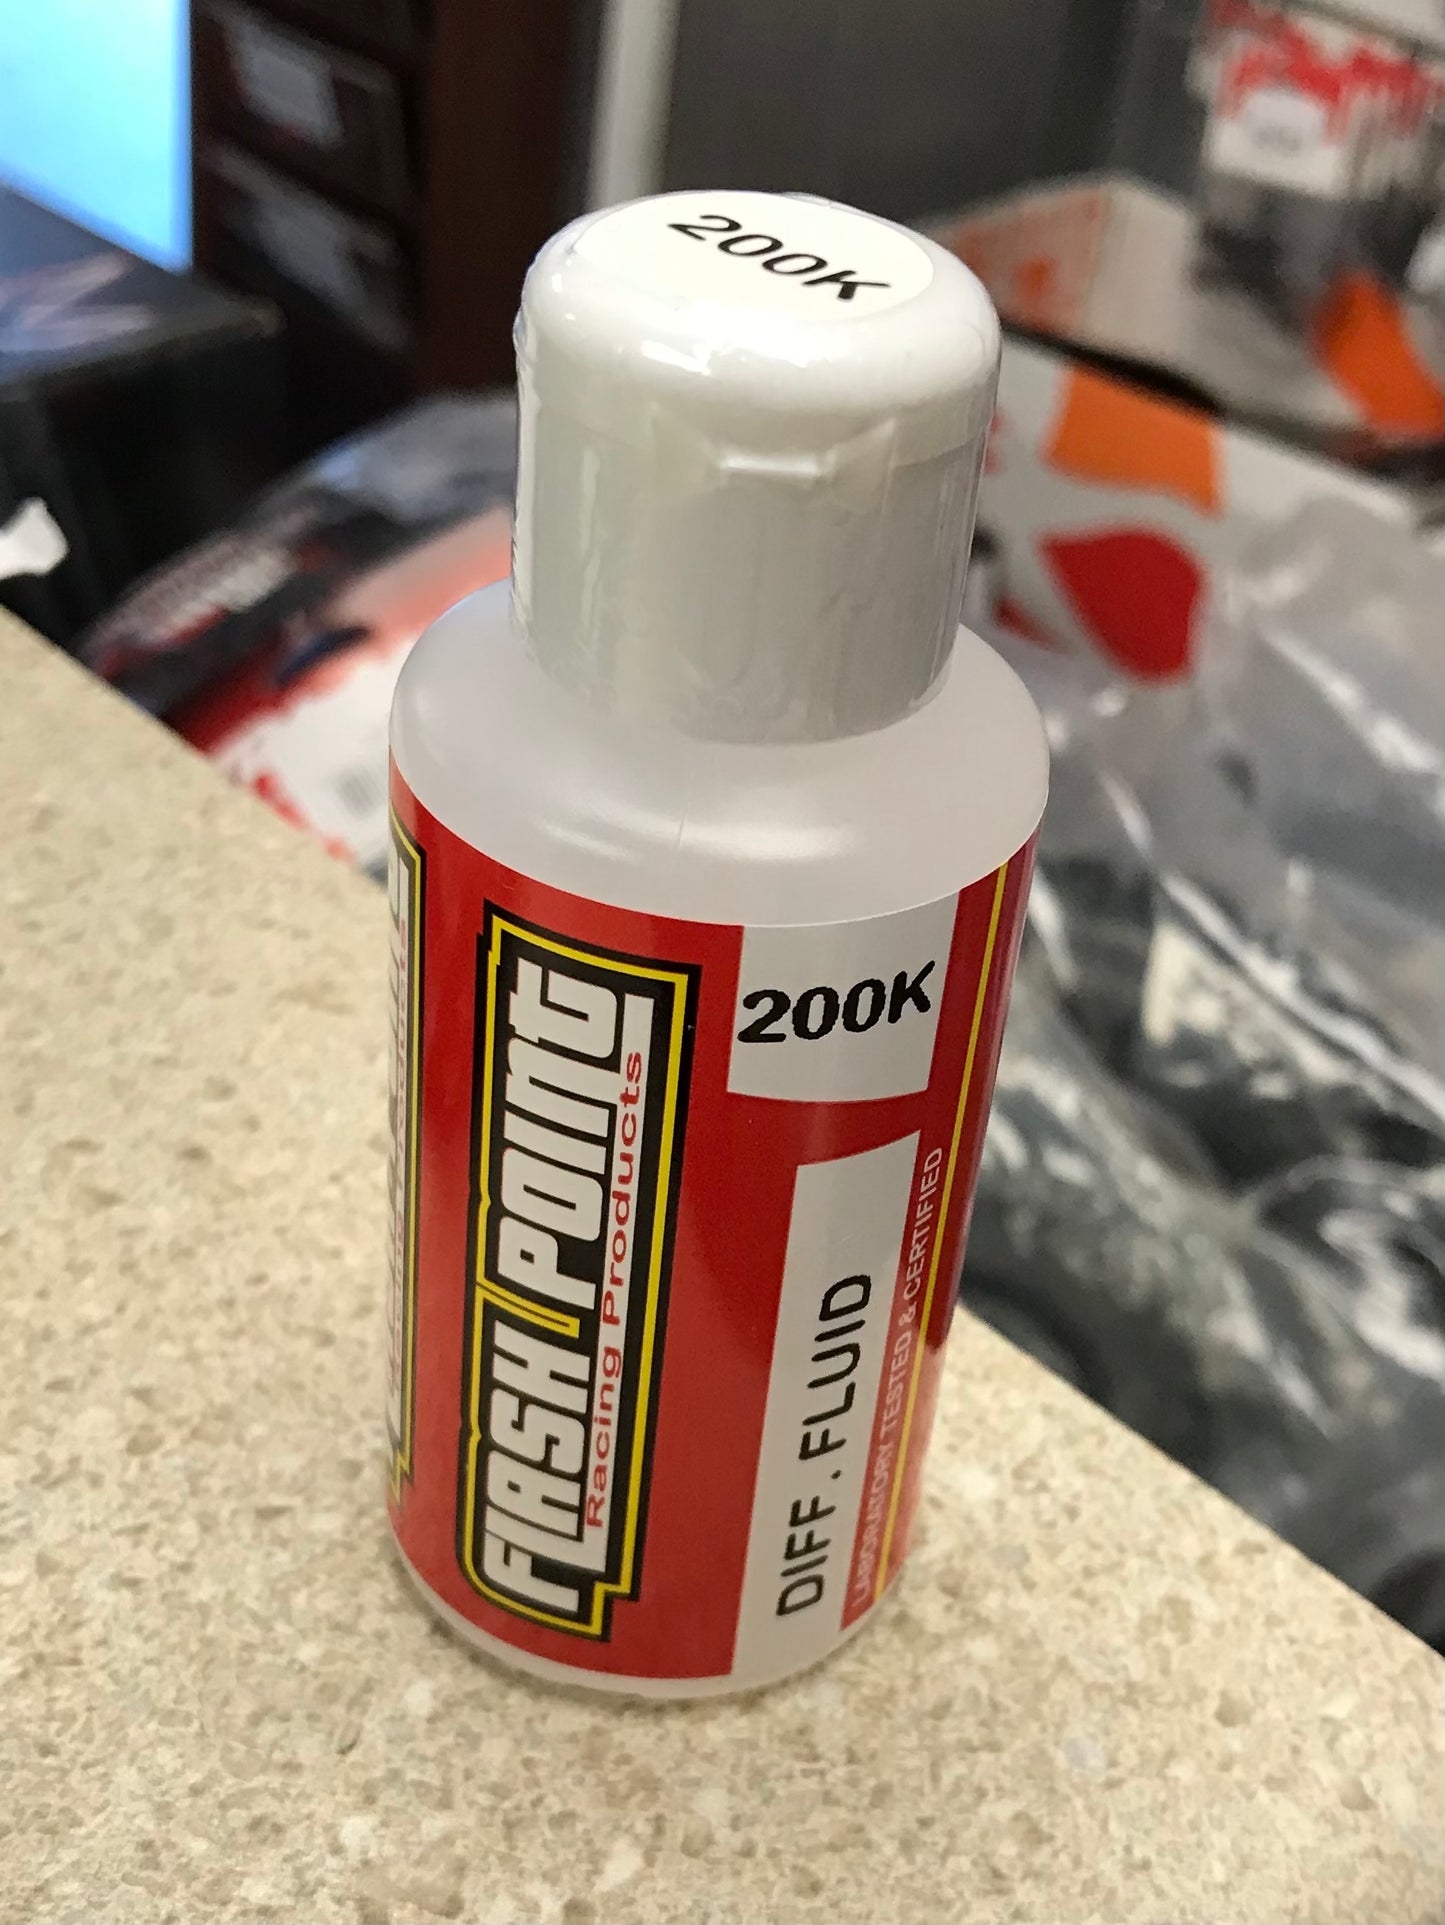 200K
FLASH POINT
Racing Products
200K
DIFF. FLUID
LABORATORY TESTED & CERTIFIED